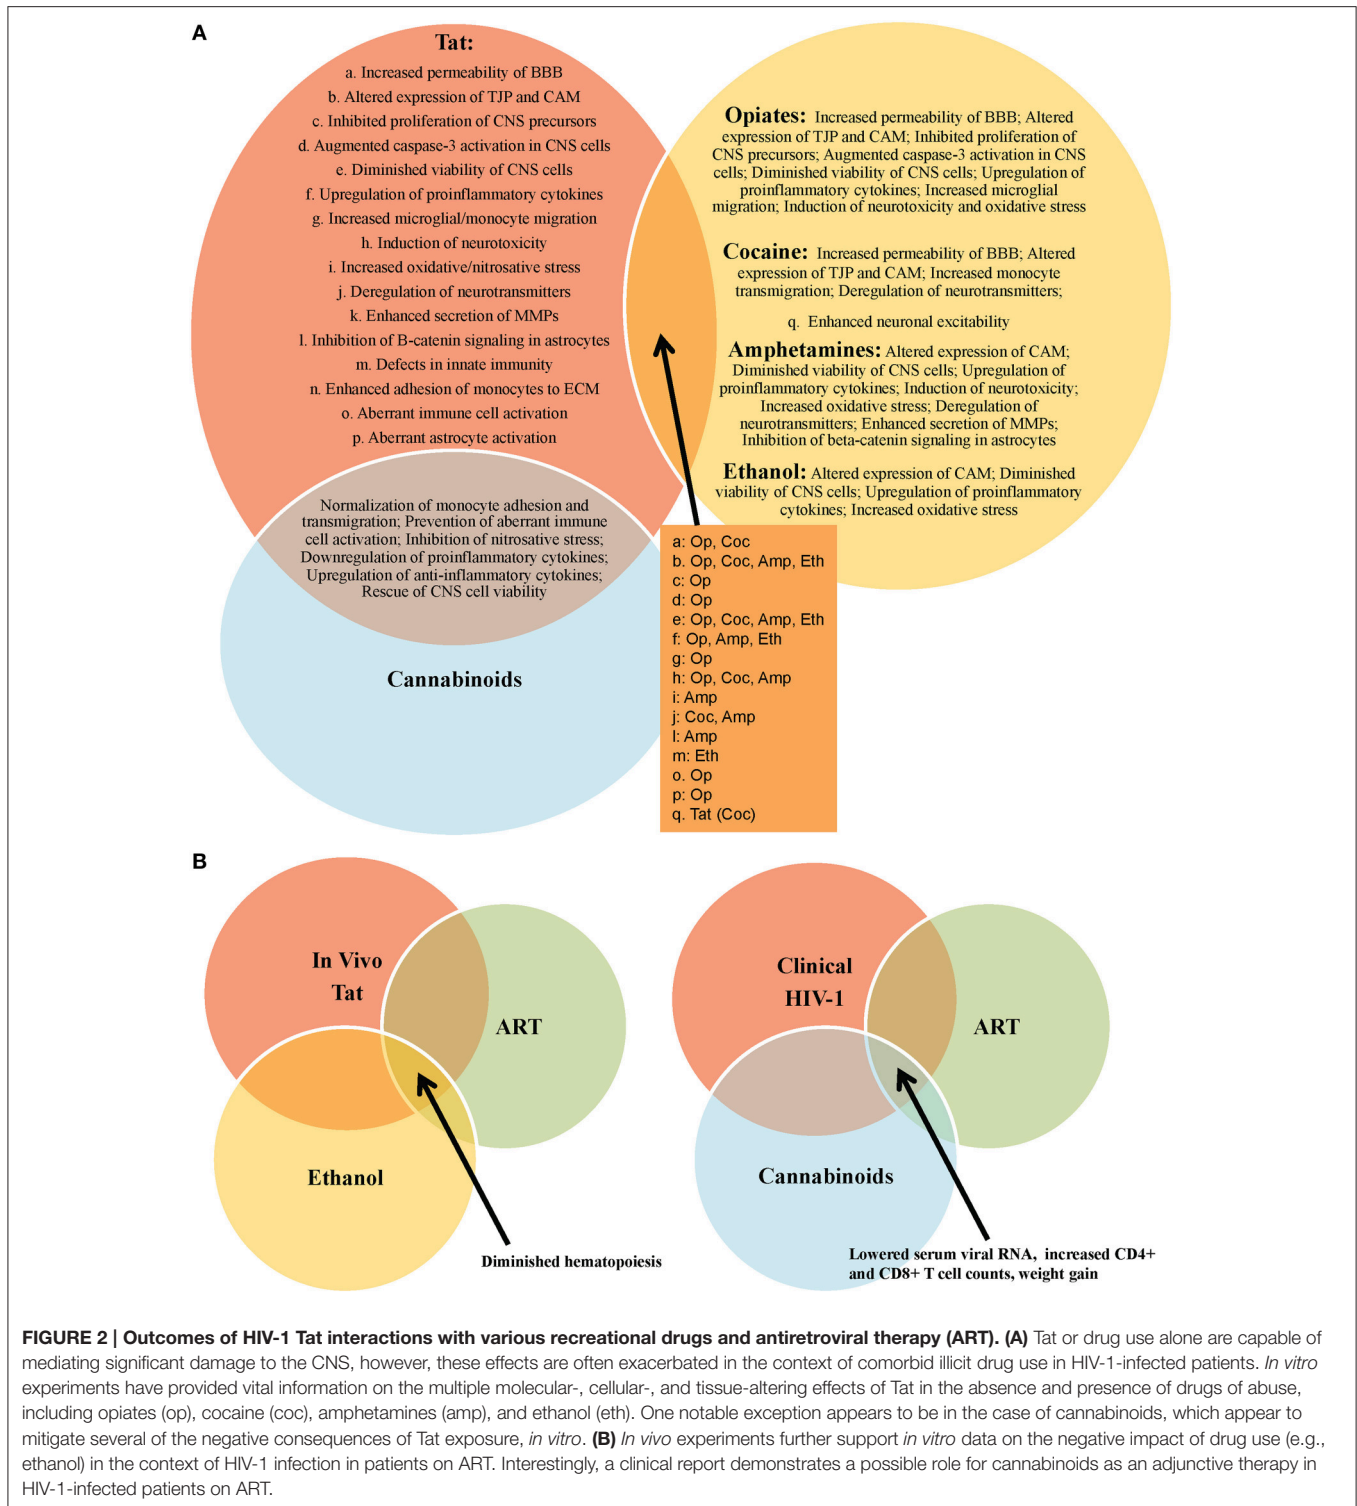 A
Tat:
a. Increased permeability of BBB
b. Altered expression of TJP and CAM
c. Inhibited proliferation of CNS precursors
d. Augmented caspase-3 activation in CNS cells
e. Diminished viability of CNS cells
f. Upregulation of proinflammatory cytokines
g. Increased microglial/monocyte migration
h. Induction of neurotoxicity
i. Increased oxidative/nitrosative stress
j. Deregulation of neurotransmitters
k. Enhanced secretion of MMPs
l. Inhibition of B-catenin signaling in astrocytes
m. Defects in innate immunity
n. Enhanced adhesion of monocytes to ECM
o. Aberrant immune cell activation
p. Aberrant astrocyte activation
Opiates: Increased permeability of BBB; Altered
expression of TJP and CAM; Inhibited proliferation of
CNS precursors; Augmented caspase-3 activation in CNS
cells; Diminished viability of CNS cells; Upregulation of
proinflammatory cytokines; Increased microglial
migration; Induction of neurotoxicity and oxidative stress
Cocaine: Increased permeability of BBB; Altered
expression of TJP and CAM; Increased monocyte
transmigration; Deregulation of neurotransmitters;
q. Enhanced neuronal excitability
Amphetamines: Altered expression of CAM;
Diminished viability of CNS cells; Upregulation of
proinflammatory cytokines; Induction of neurotoxicity;
Increased oxidative stress; Deregulation of
neurotransmitters; Enhanced secretion of MMPs;
Inhibition of beta-catenin signaling in astrocytes
Ethanol: Altered expression of CAM; Diminished
viability of CNS cells; Upregulation of proinflammatory
cytokines; Increased oxidative stress
Normalization of monocyte adhesion and
transmigration; Prevention of aberrant immune
cell activation; Inhibition of nitrosative stress;
Downregulation of proinflammatory cytokines;
Upregulation of anti-inflammatory cytokines;
Rescue of CNS cell viability
Cannabinoids
a: Op, Coc
b: Op, Coc, Amp, Eth
c: Op
d: Op
e: Op, Coc, Amp, Eth
f: Op, Amp, Eth
g: Op
h: Op, Coc, Amp
i: Amp
j: Coc, Amp
l: Amp
m: Eth
o. Op
p: Op
q. Tat (Coc)
B
In Vivo
Tat
ART
Ethanol
Diminished hematopoiesis
Clinical
HIV-1
ART
Cannabinoids
Lowered serum viral RNA, increased CD4+
and CD8+ T cell counts, weight gain
FIGURE 2 | Outcomes of HIV-1 Tat interactions with various recreational drugs and antiretroviral therapy (ART). (A) Tat or drug use alone are capable of
mediating significant damage to the CNS, however, these effects are often exacerbated in the context of comorbid illicit drug use in HIV-1-infected patients. In vitro
experiments have provided vital information on the multiple molecular-, cellular-, and tissue-altering effects of Tat in the absence and presence of drugs of abuse,
including opiates (op), cocaine (coc), amphetamines (amp), and ethanol (eth). One notable exception appears to be in the case of cannabinoids, which appear to
mitigate several of the negative consequences of Tat exposure, in vitro. (B) In vivo experiments further support in vitro data on the negative impact of drug use (e.g.,
ethanol) in the context of HIV-1 infection in patients on ART. Interestingly, a clinical report demonstrates a possible role for cannabinoids as an adjunctive therapy in
HIV-1-infected patients on ART.